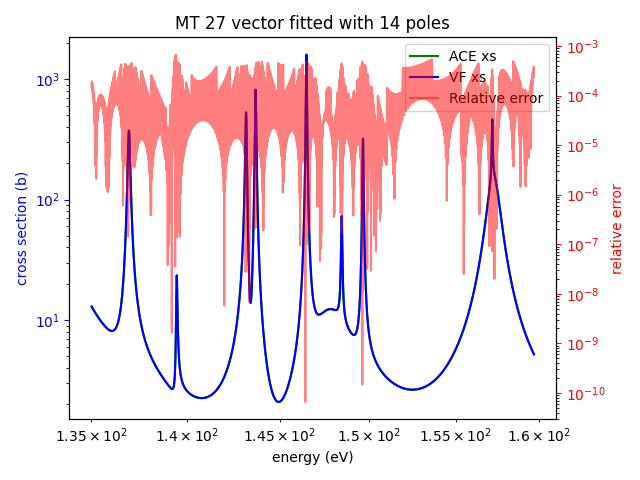 MT 27 vector fitted with 14 poles
ACE xs
VF xs
Relative error
cross section (b)
10³
10²
10¹
relative error
10⁻³
10⁻⁴
10⁻⁵
10⁻⁶
10⁻⁷
10⁻⁸
10⁻⁹
10⁻¹⁰
1.35 × 10² 1.4 × 10² 1.45 × 10² 1.5 × 10² 1.55 × 10² 1.6 × 10²
energy (eV)